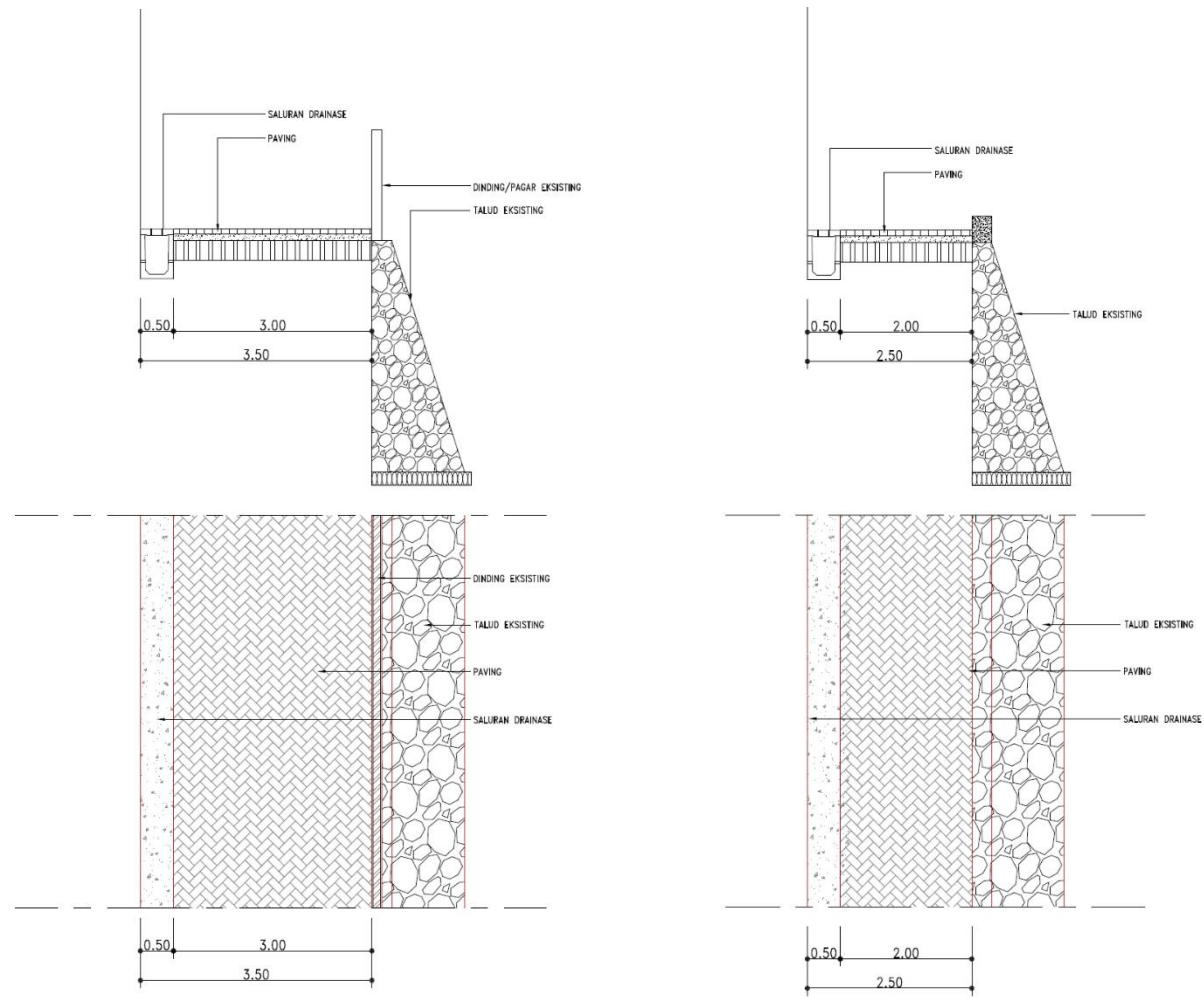 SALURAN DRAINASE
PAVING
DINDING/PAGAR EKSISTING
TALUD EKSISTING
0.50
3.00
3.50
SALURAN DRAINASE
PAVING
TALUD EKSISTING
0.50
2.00
2.50
DINDING EKSISTING
TALUD EKSISTING
PAVING
SALURAN DRAINASE
0.50
3.00
3.50
TALUD EKSISTING
PAVING
SALURAN DRAINASE
0.50
2.00
2.50